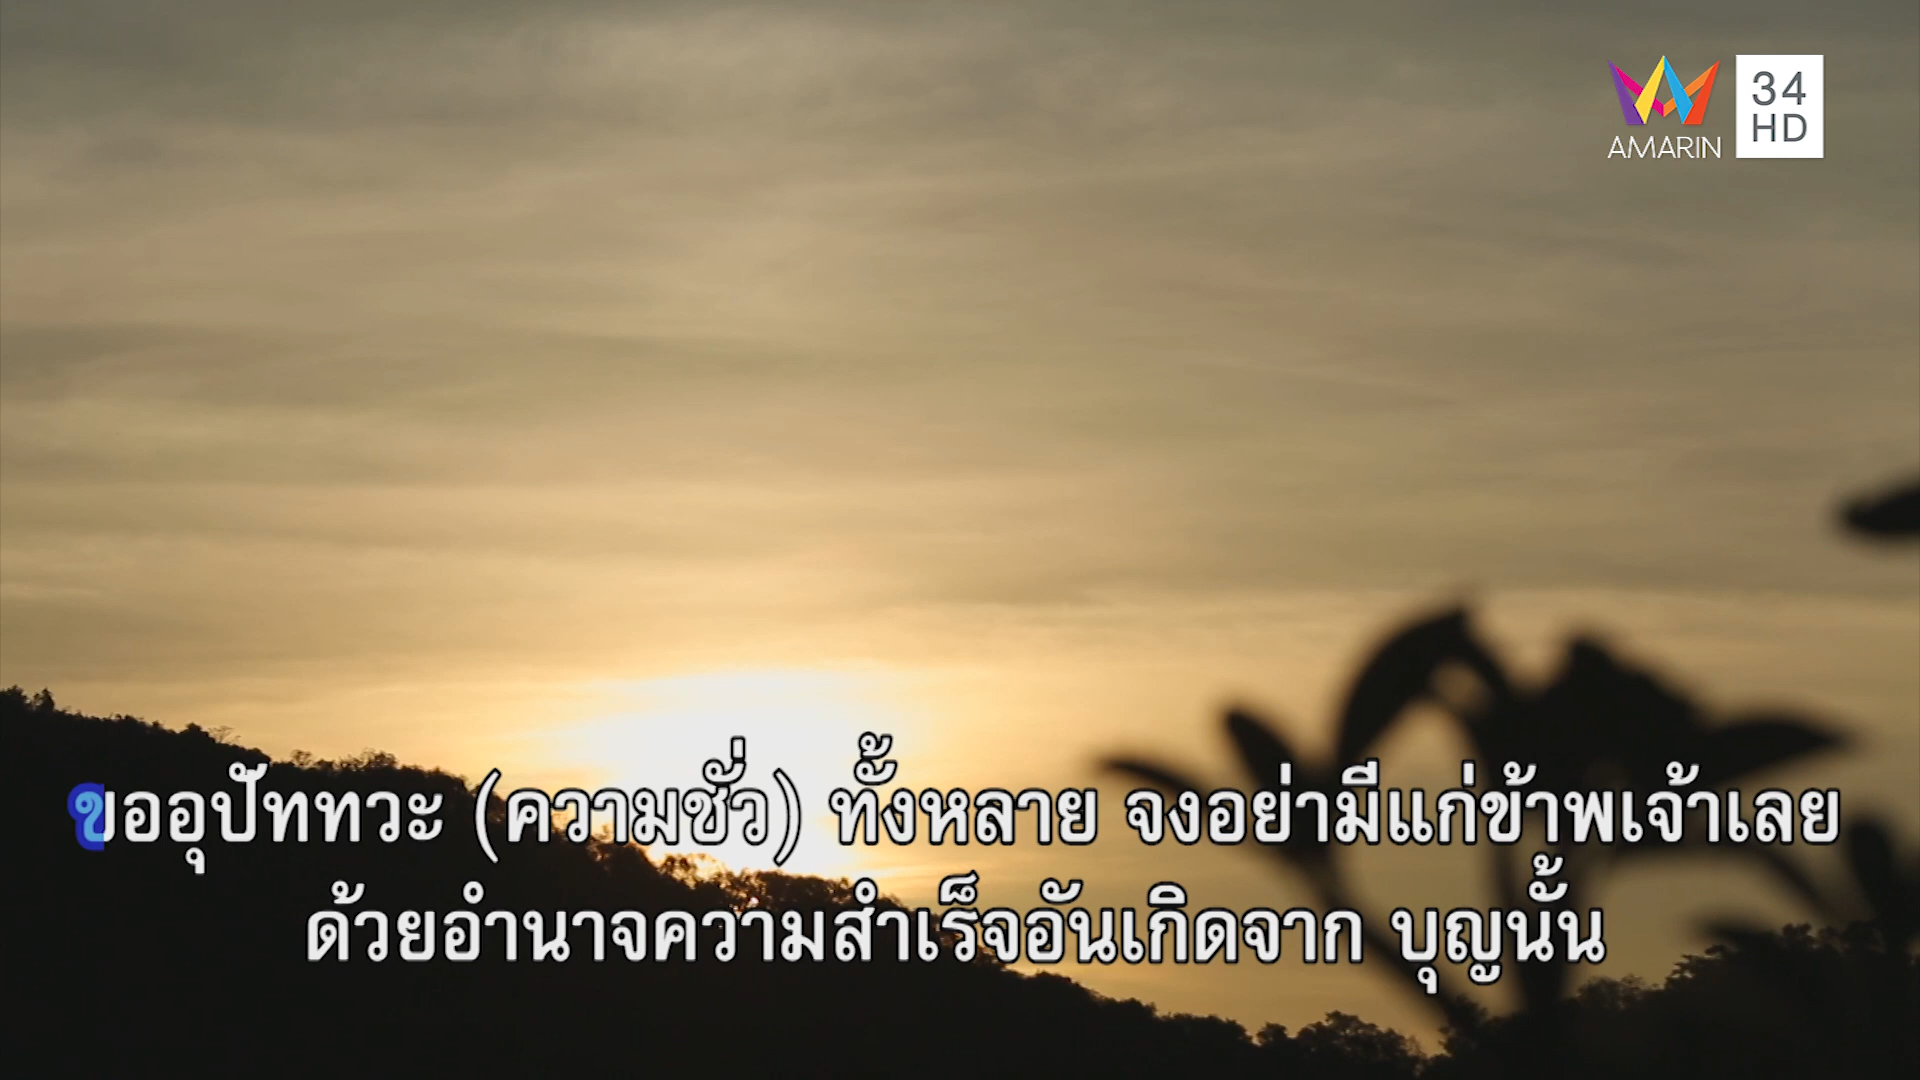 AMARIN
34
HD
ขออุปัททวะ (ความชั่ว) ทั้งหลาย จงอย่ามีแก่ข้าพเจ้าเลย
ด้วยอำนาจความสำเร็จอันเกิดจาก บุญนั้น